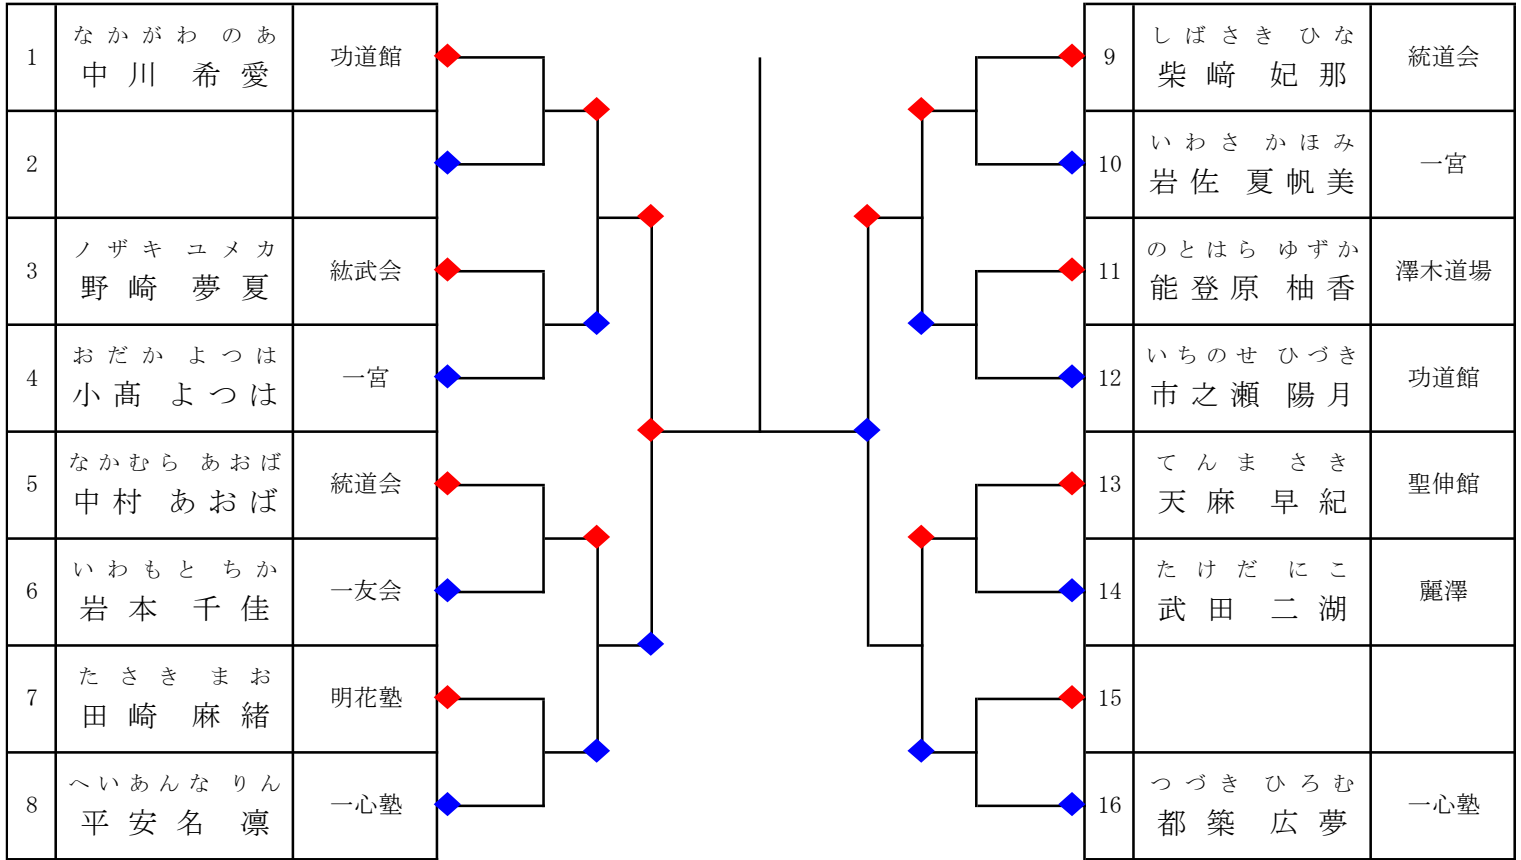 1
なかがわ のあ
中川 希愛
功道館
2
3
ノザキ ユメカ
野崎 夢夏
紘武会
4
おだか よつは
小髙 よつは
一宮
5
なかむら あおば
中村 あおば
統道会
6
いわもと ちか
岩本 千佳
一友会
7
たさき まお
田崎 麻緒
明花塾
8
へいあんな りん
平安名 凛
一心塾
9
しばさき ひな
柴﨑 妃那
統道会
10
いわさ かほみ
岩佐 夏帆美
一宮
11
のとはら ゆずか
能登原 柚香
澤木道場
12
いちのせ ひづき
市之瀬 陽月
功道館
13
てんま さき
天麻 早紀
聖伸館
14
たけだ にこ
武田 二湖
麗澤
15
16
つづき ひろむ
都築 広夢
一心塾